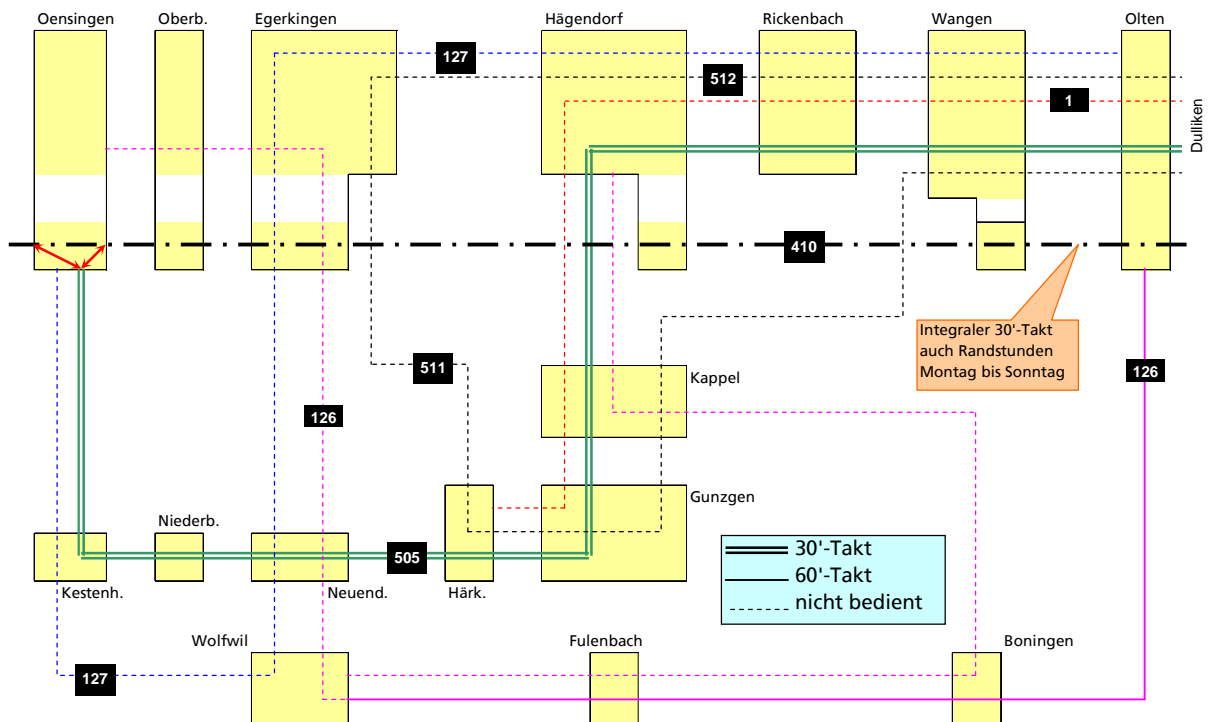 Oensingen Oberb. Egerkingen Hägendorf Rickenbach Wangen Olten
127
512
1
Dulliken
410
Integraler 30'-Takt
auch Randstunden
Montag bis Sonntag
511
126
Kappel
126
Gunzgen
Niederb.
505
30'-Takt
60'-Takt
nicht bedient
Kestenh. Neuend. Härk.
Wolfwil Fulenbach Boningen
127